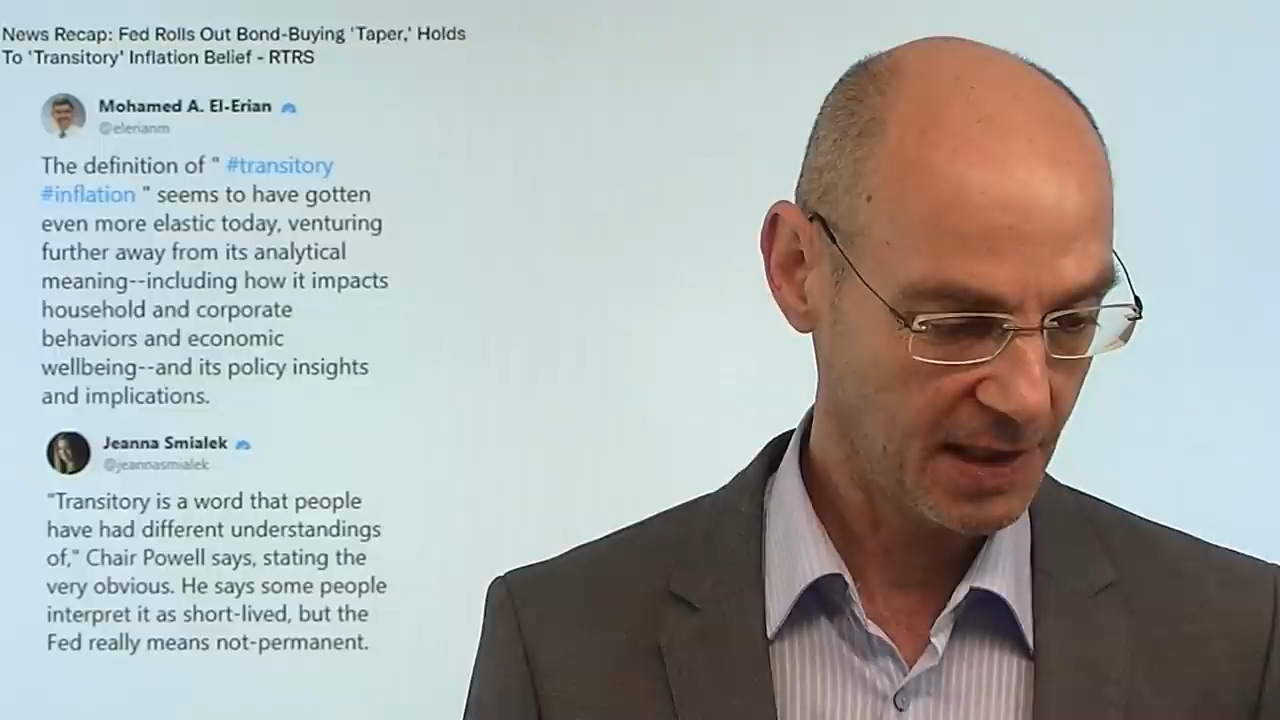 News Recap: Fed Rolls Out Bond-Buying 'Taper,' Holds
To 'Transitory' Inflation Belief - RTRS
Mohamed A. El-Erian
@elerianm
The definition of " #transitory
#inflation " seems to have gotten
even more elastic today, venturing
further away from its analytical
meaning--including how it impacts
household and corporate
behaviors and economic
wellbeing--and its policy insights
and implications.
Jeanna Smialek
@jeannasmialek
"Transitory is a word that people
have had different understandings
of," Chair Powell says, stating the
very obvious. He says some people
interpret it as short-lived, but the
Fed really means not-permanent.